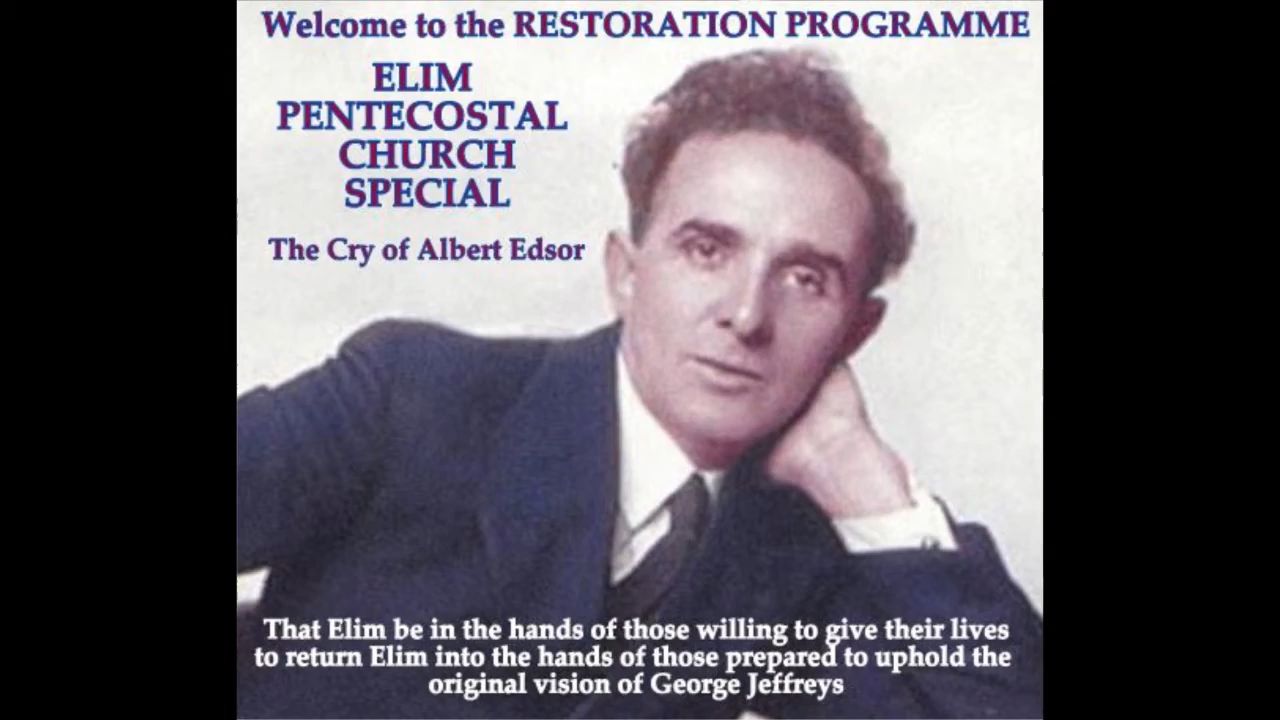 Welcome to the RESTORATION PROGRAMME
ELIM
PENTECOSTAL
CHURCH
SPECIAL
The Cry of Albert Edsor
That Elim be in the hands of those willing to give their lives
to return Elim into the hands of those prepared to uphold the
original vision of George Jeffreys